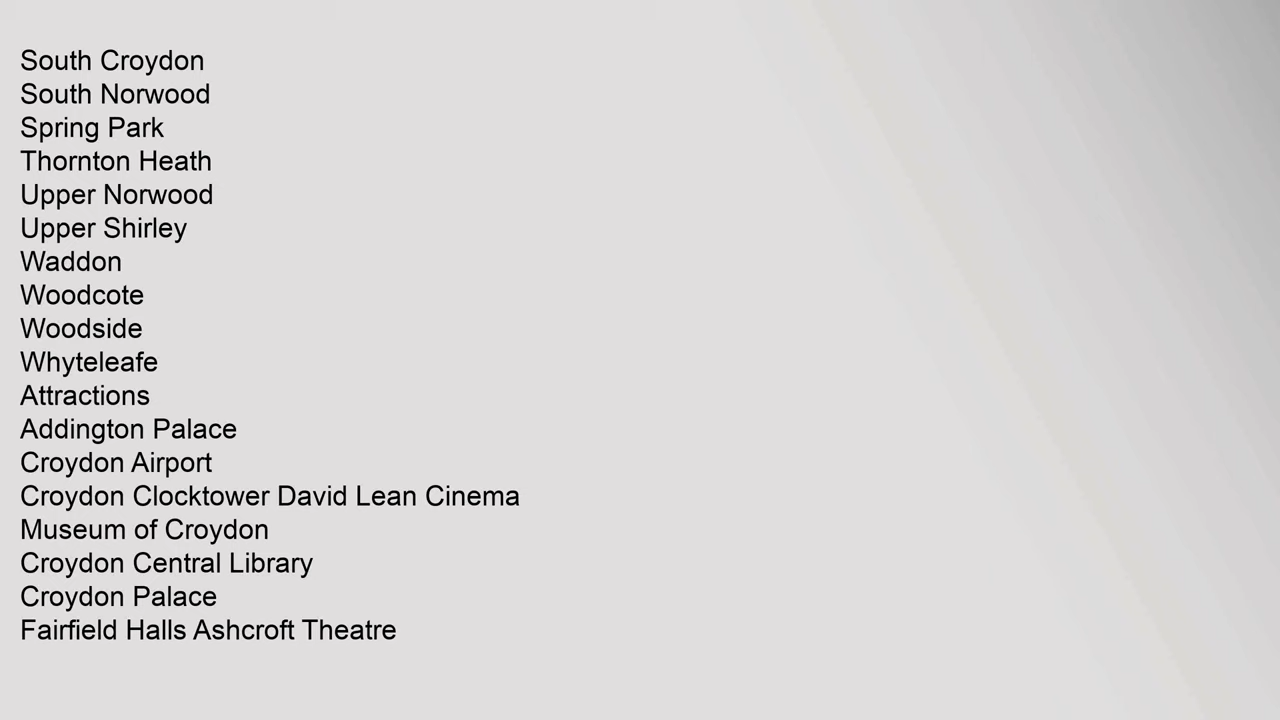 South Croydon
South Norwood
Spring Park
Thornton Heath
Upper Norwood
Upper Shirley
Waddon
Woodcote
Woodside
Whyteleafe
Attractions
Addington Palace
Croydon Airport
Croydon Clocktower David Lean Cinema
Museum of Croydon
Croydon Central Library
Croydon Palace
Fairfield Halls Ashcroft Theatre